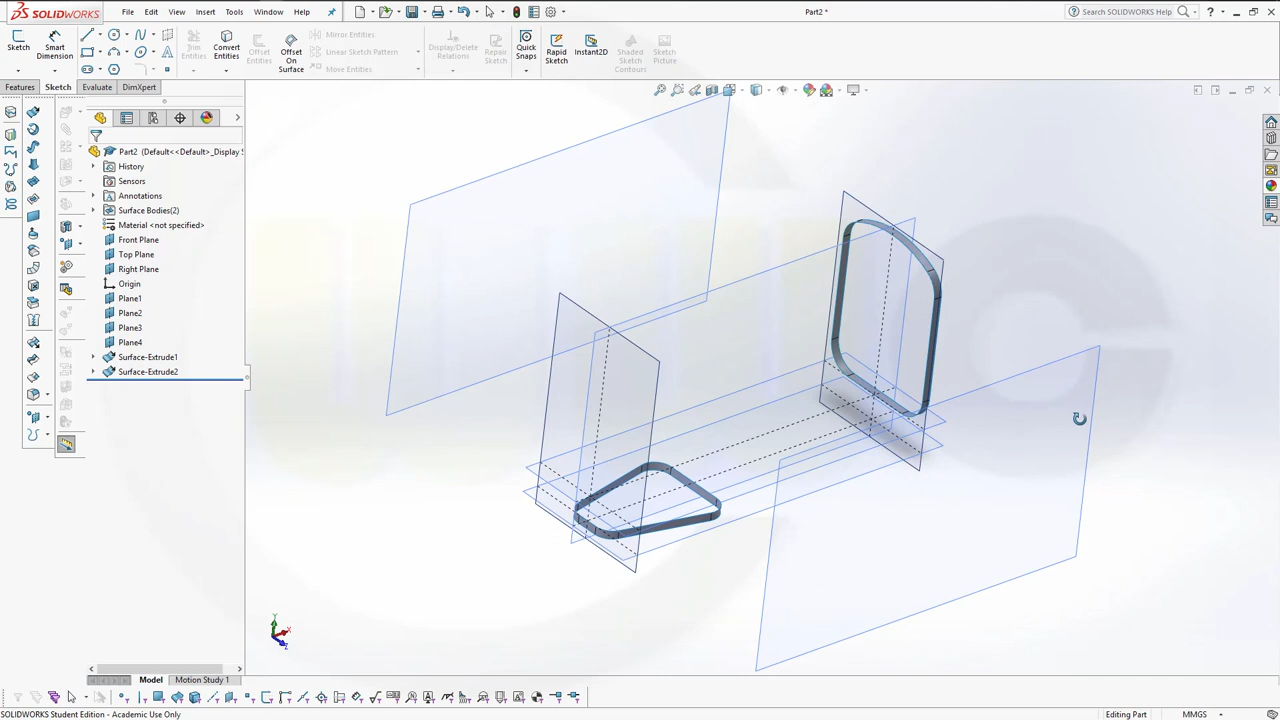 SOLIDWORKS
File Edit View Insert Tools Window Help
Part2 *
Search SOLIDWORKS Help
Sketch
Smart Dimension
Trim Entities
Convert Entities
Offset Entities
Offset On Surface
Mirror Entities
Linear Sketch Pattern
Move Entities
Display/Delete Relations
Repair Sketch
Quick Snaps
Rapid Sketch
Instant2D
Shaded Sketch Contours
Sketch Picture
Features Sketch Evaluate DimXpert
Part2 (Default<<Default>_Display S
History
Sensors
Annotations
Surface Bodies(2)
Material <not specified>
Front Plane
Top Plane
Right Plane
Origin
Plane1
Plane2
Plane3
Plane4
Surface-Extrude1
Surface-Extrude2
Y
X
Z
Model Motion Study 1
SOLIDWORKS Student Edition - Academic Use Only
Editing Part MMGS